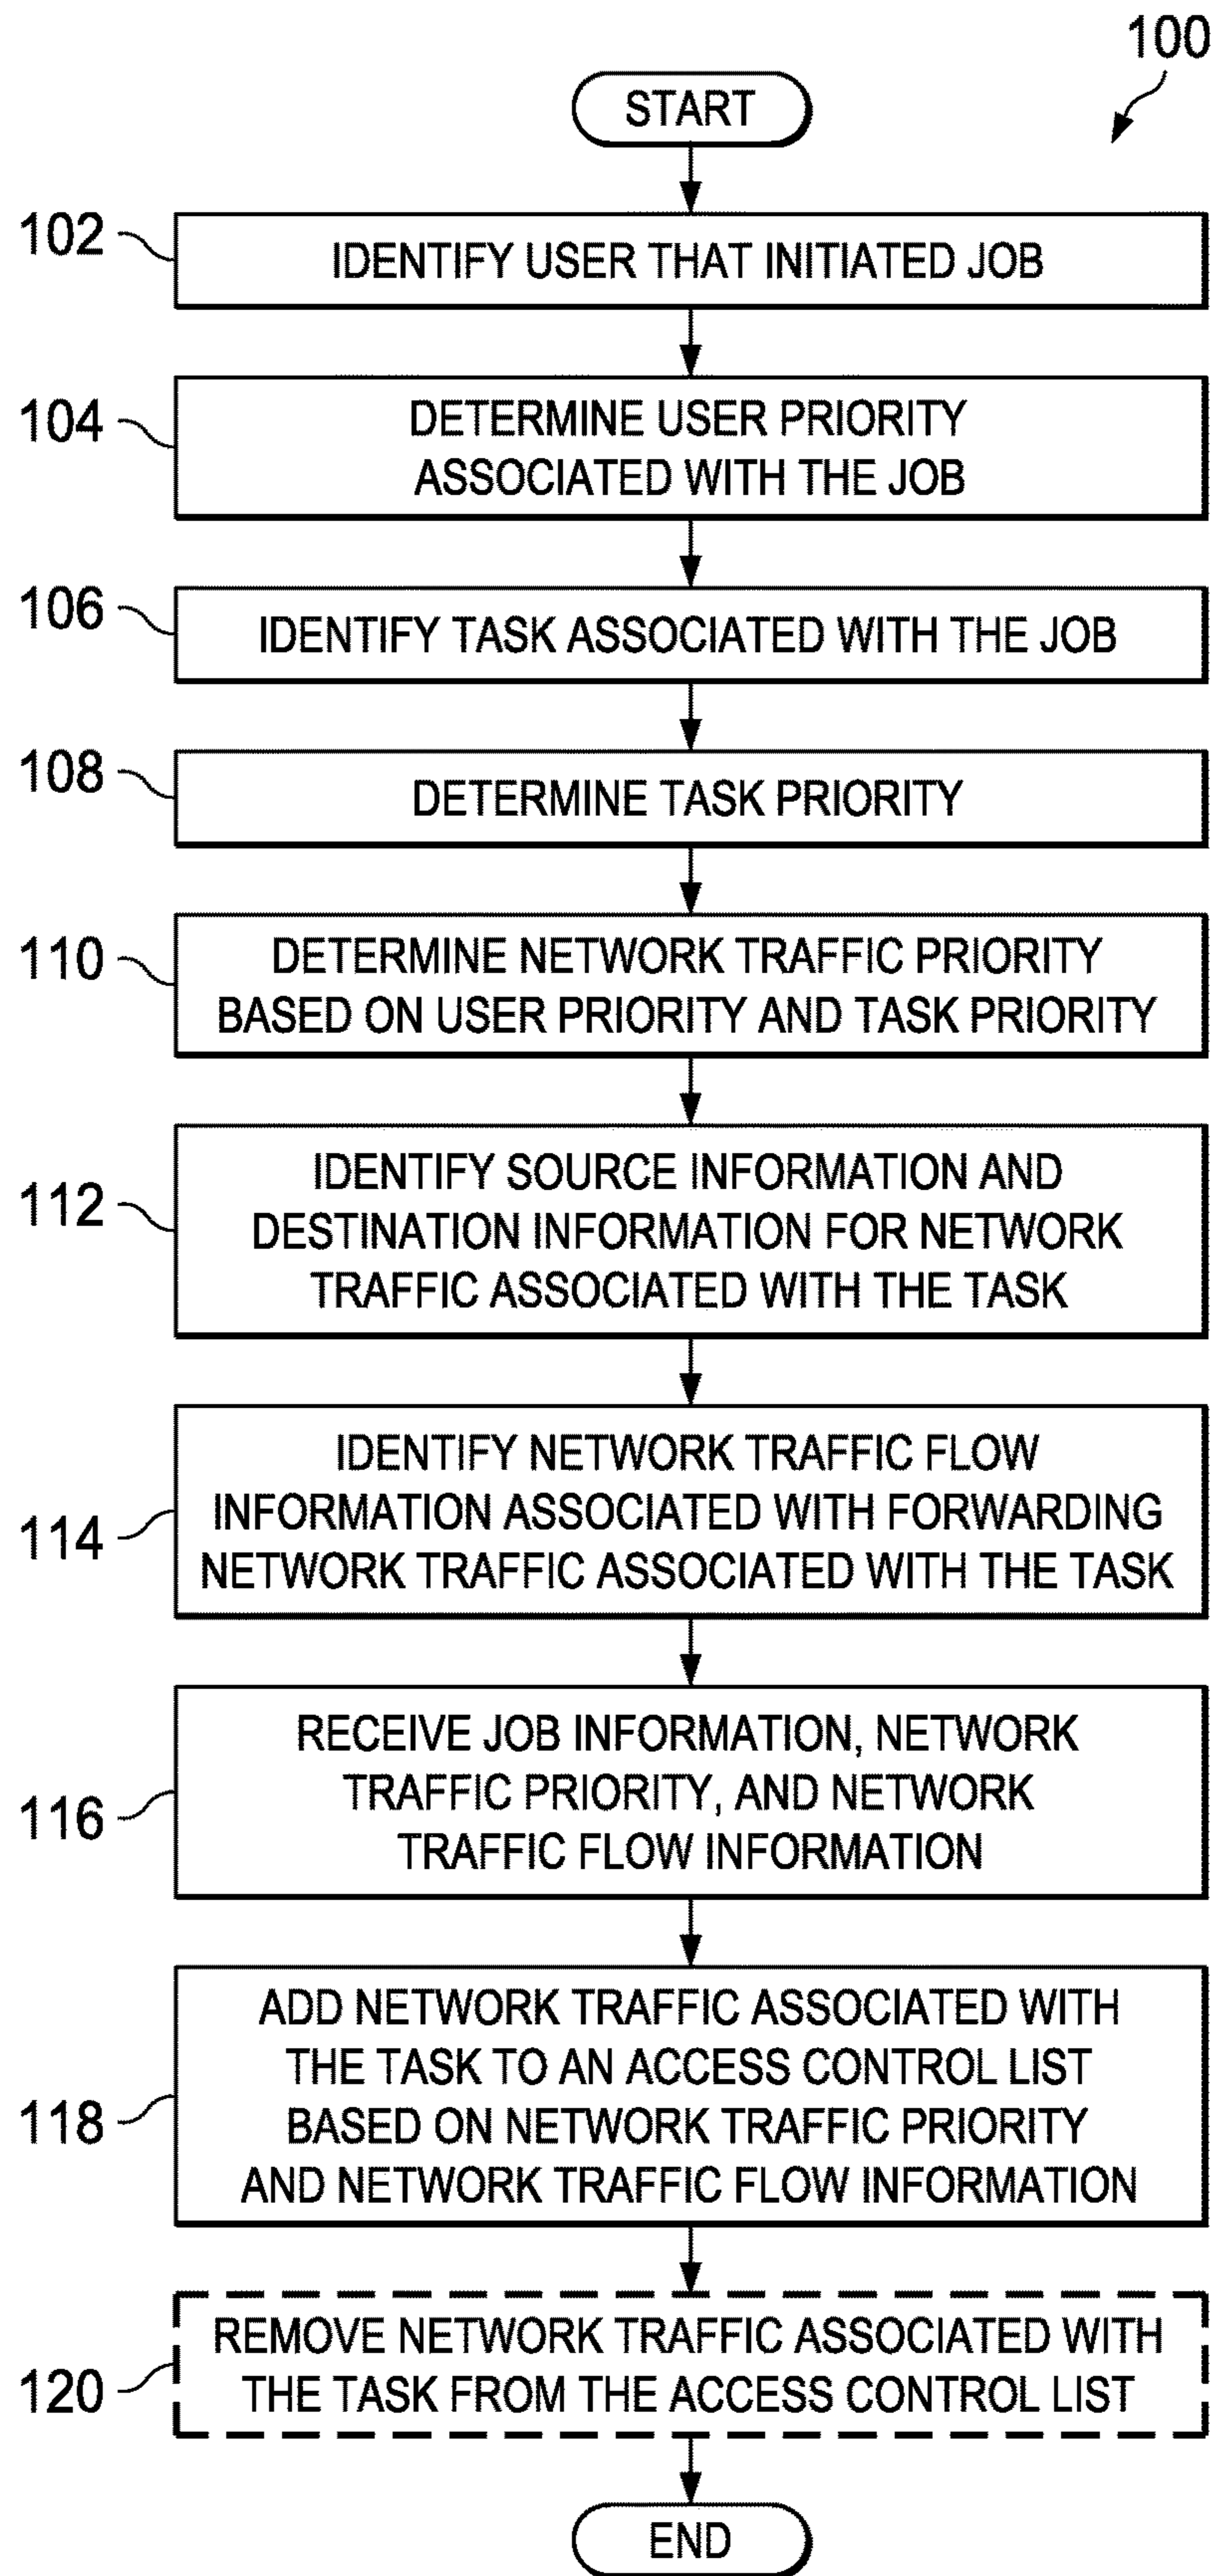 100
START
102
IDENTIFY USER THAT INITIATED JOB
104
DETERMINE USER PRIORITY
ASSOCIATED WITH THE JOB
106
IDENTIFY TASK ASSOCIATED WITH THE JOB
108
DETERMINE TASK PRIORITY
110
DETERMINE NETWORK TRAFFIC PRIORITY
BASED ON USER PRIORITY AND TASK PRIORITY
112
IDENTIFY SOURCE INFORMATION AND
DESTINATION INFORMATION FOR NETWORK
TRAFFIC ASSOCIATED WITH THE TASK
114
IDENTIFY NETWORK TRAFFIC FLOW
INFORMATION ASSOCIATED WITH FORWARDING
NETWORK TRAFFIC ASSOCIATED WITH THE TASK
116
RECEIVE JOB INFORMATION, NETWORK
TRAFFIC PRIORITY, AND NETWORK
TRAFFIC FLOW INFORMATION
118
ADD NETWORK TRAFFIC ASSOCIATED WITH
THE TASK TO AN ACCESS CONTROL LIST
BASED ON NETWORK TRAFFIC PRIORITY
AND NETWORK TRAFFIC FLOW INFORMATION
120
REMOVE NETWORK TRAFFIC ASSOCIATED WITH
THE TASK FROM THE ACCESS CONTROL LIST
END